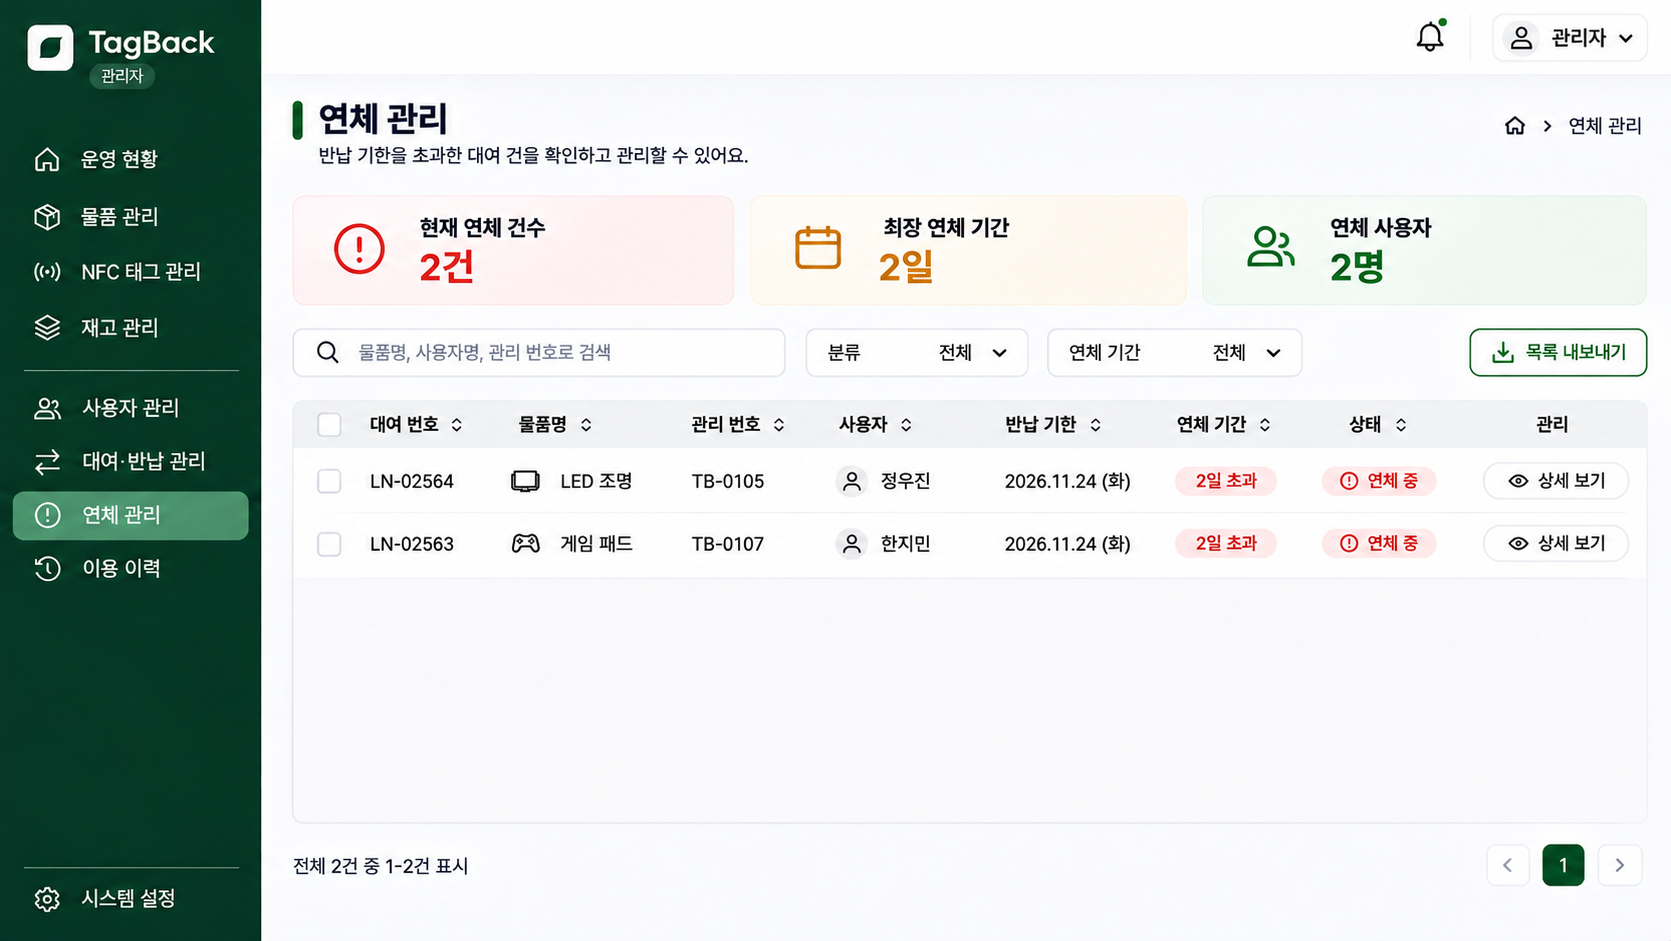 TagBack
관리자
운영 현황
물품 관리
NFC 태그 관리
재고 관리
사용자 관리
대여·반납 관리
연체 관리
이용 이력
시스템 설정
관리자
연체 관리
반납 기한을 초과한 대여 건을 확인하고 관리할 수 있어요.
연체 관리
현재 연체 건수
2건
최장 연체 기간
2일
연체 사용자
2명
물품명, 사용자명, 관리 번호로 검색
분류 전체
연체 기간 전체
목록 내보내기
대여 번호 물품명 관리 번호 사용자 반납 기한 연체 기간 상태 관리
LN-02564 LED 조명 TB-0105 정우진 2026.11.24 (화) 2일 초과 연체 중 상세 보기
LN-02563 게임 패드 TB-0107 한지민 2026.11.24 (화) 2일 초과 연체 중 상세 보기
전체 2건 중 1-2건 표시
1